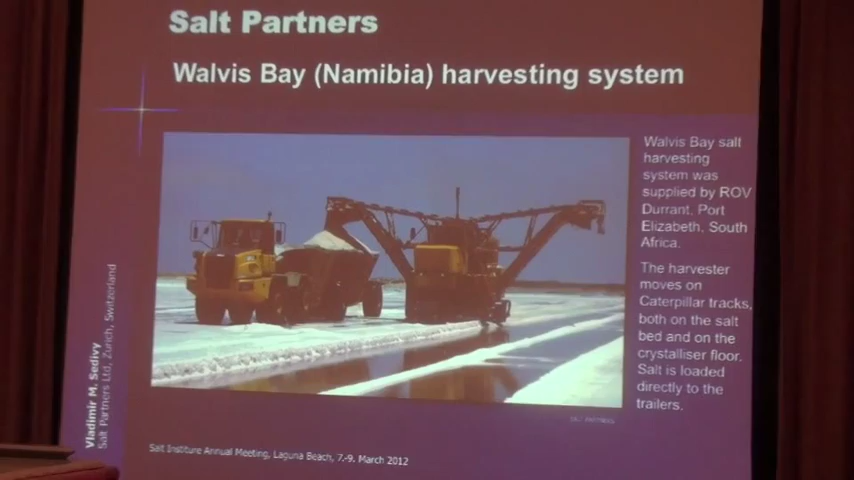 Salt Partners
Walvis Bay (Namibia) harvesting system
Walvis Bay salt
harvesting
system was
supplied by ROV
Durrant, Port
Elizabeth, South
Africa.
The harvester
moves on
Caterpillar tracks,
both on the salt
bed and on the
crystalliser floor.
Salt is loaded
directly to the
trailers.
Vladimir M. Sedivy
Salt Partners Ltd, Zurich, Switzerland
Salt Institure Annual Meeting, Laguna Beach, 7.-9. March 2012